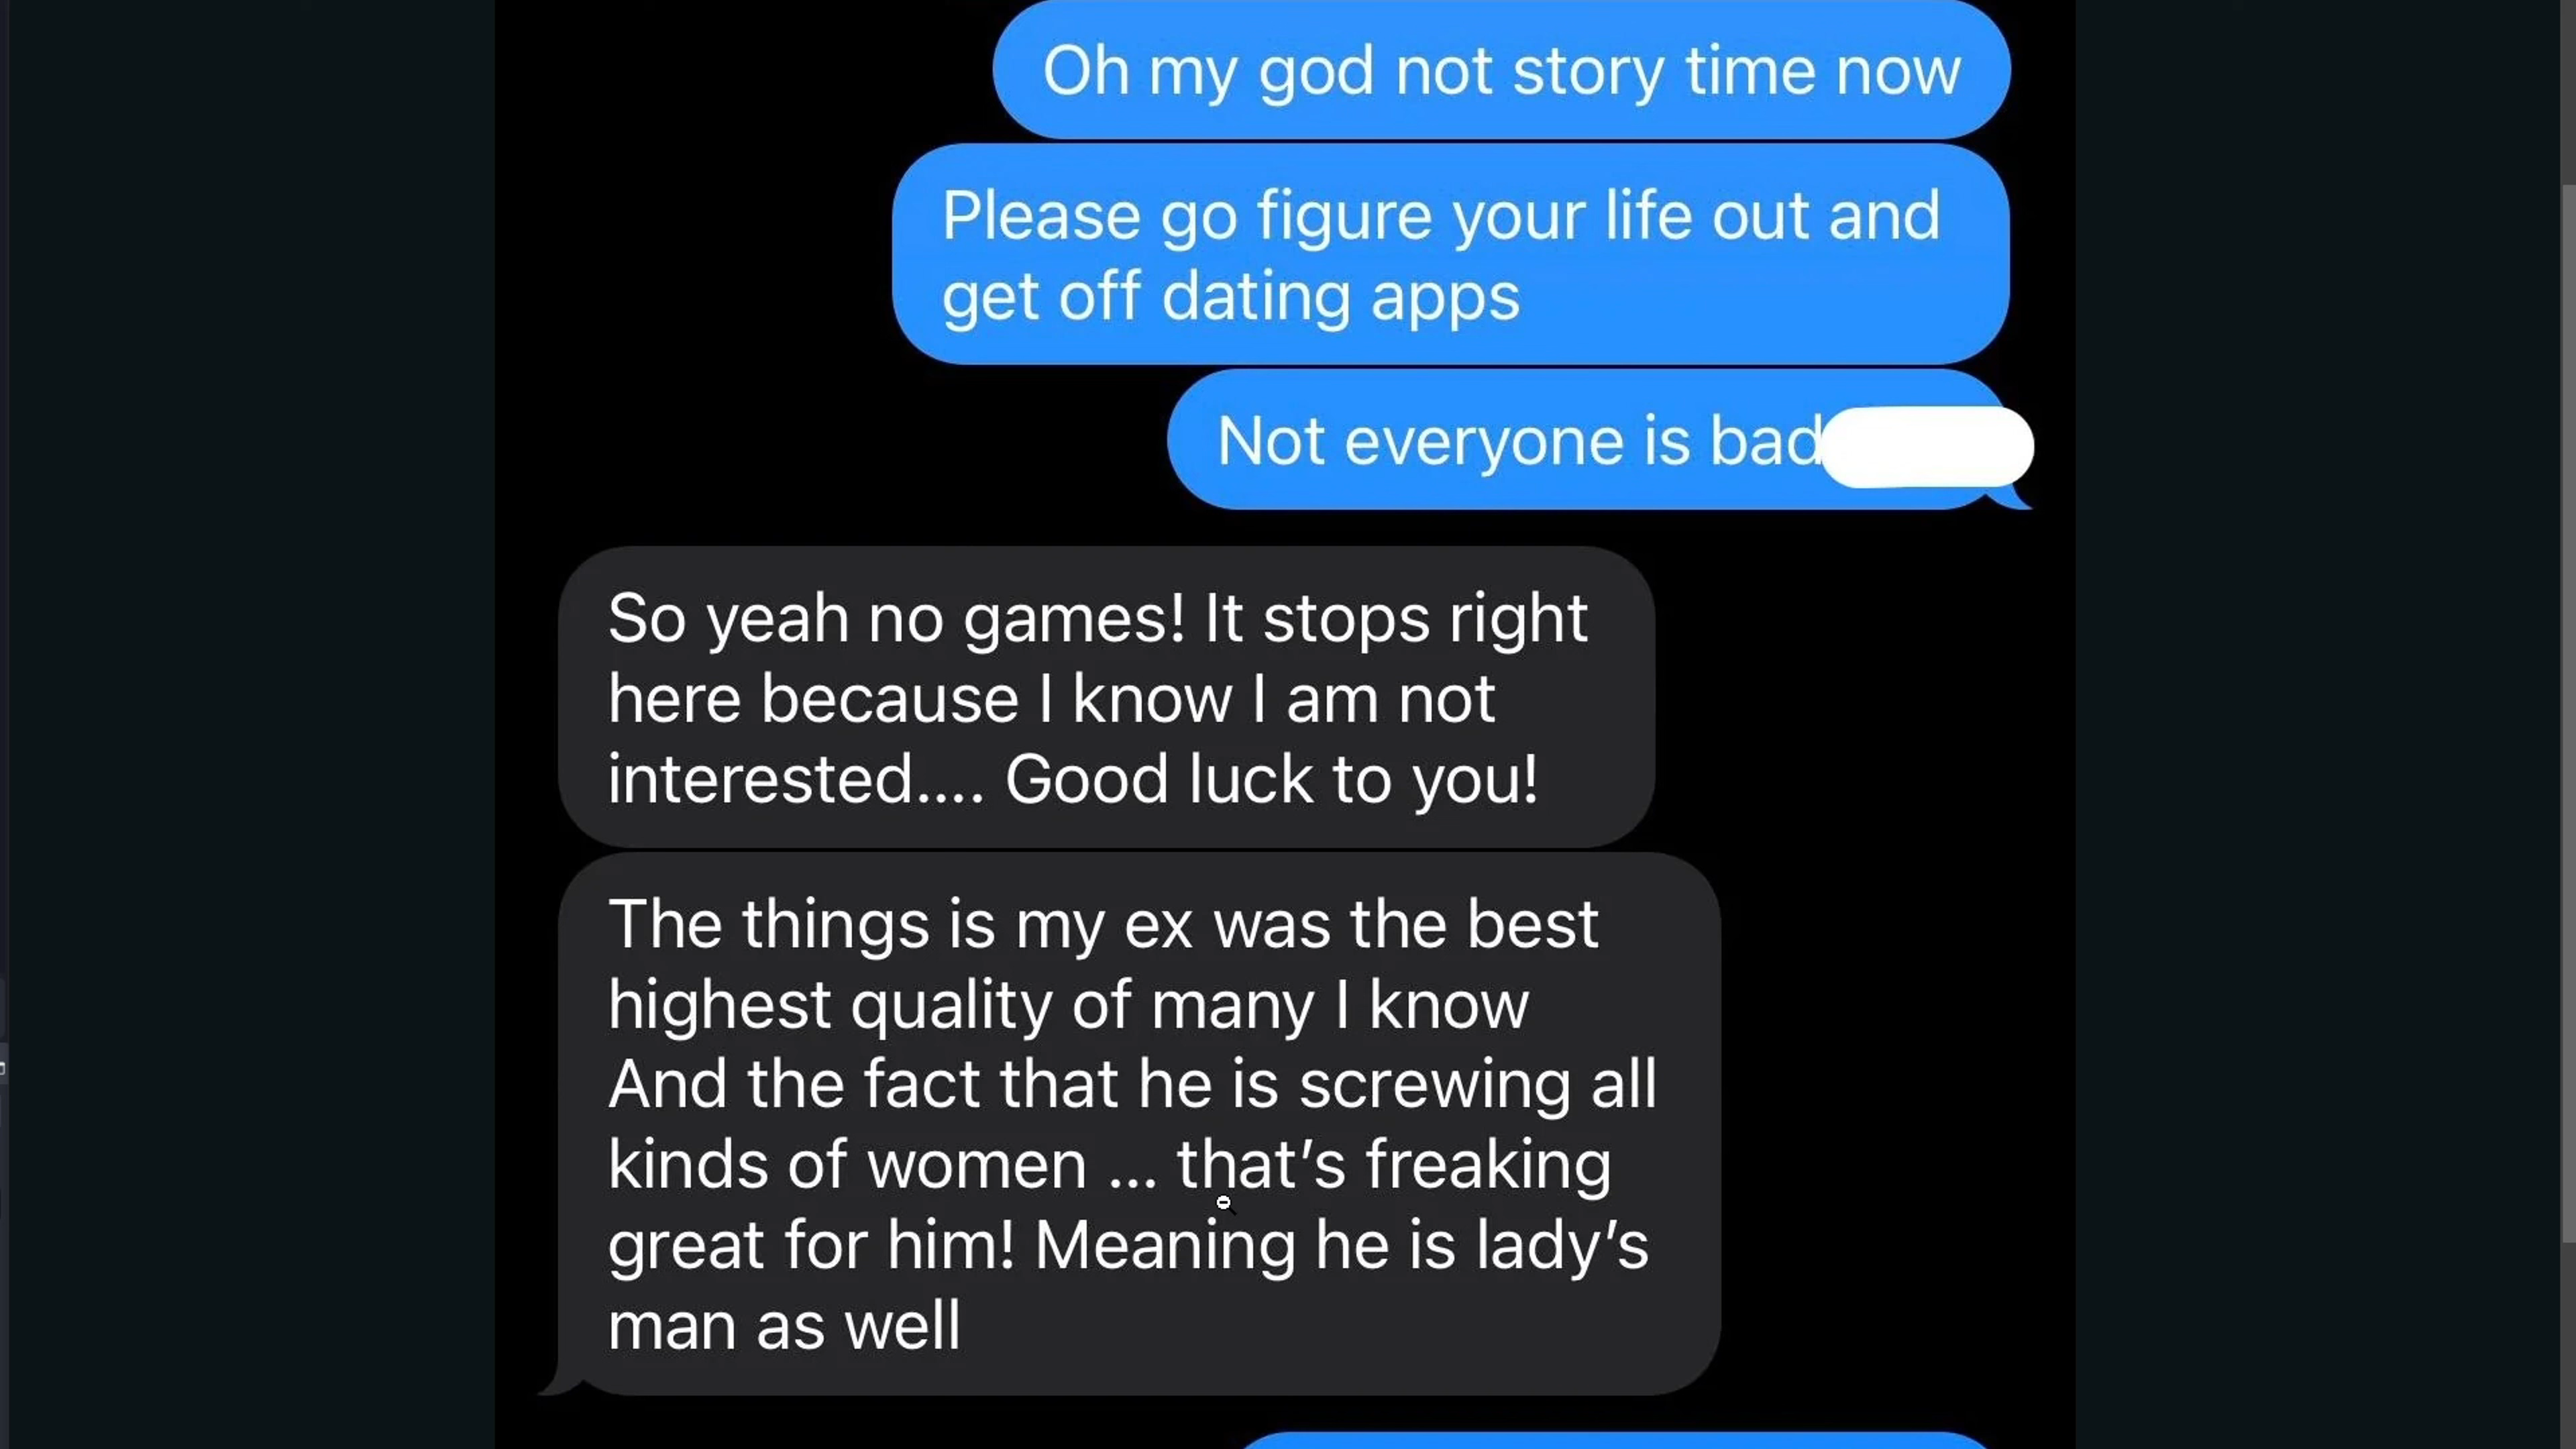 Oh my god not story time now
Please go figure your life out and
get off dating apps
Not everyone is bad
So yeah no games! It stops right
here because I know I am not
interested.... Good luck to you!
The things is my ex was the best
highest quality of many I know
And the fact that he is screwing all
kinds of women ... that’s freaking
great for him! Meaning he is lady’s
man as well